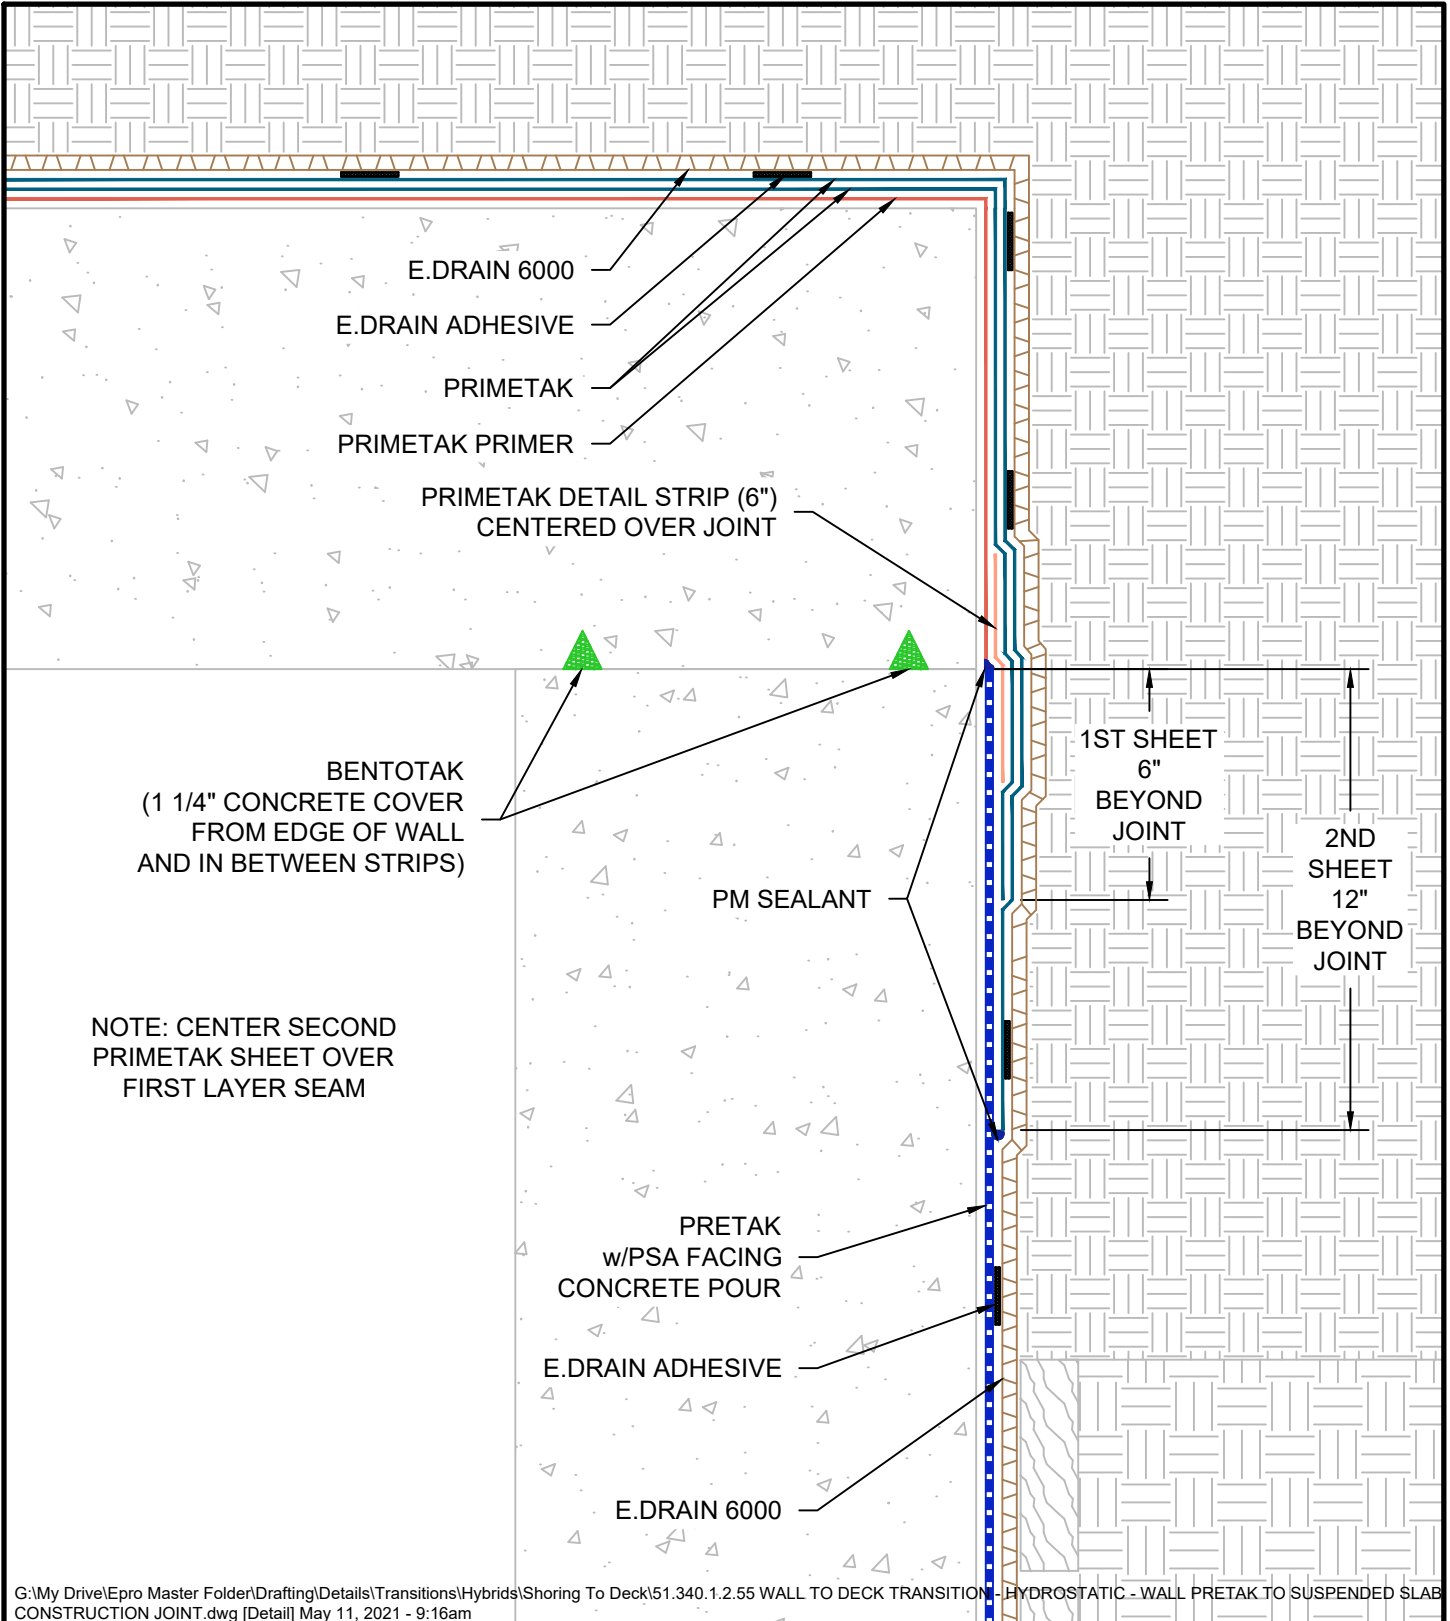 E.DRAIN 6000
E.DRAIN ADHESIVE
PRIMETAK
PRIMETAK PRIMER
PRIMETAK DETAIL STRIP (6")
CENTERED OVER JOINT
BENTOTAK
(1 1/4" CONCRETE COVER
FROM EDGE OF WALL
AND IN BETWEEN STRIPS)
1ST SHEET
6"
BEYOND
JOINT
2ND
SHEET
12"
BEYOND
JOINT
PM SEALANT
NOTE: CENTER SECOND
PRIMETAK SHEET OVER
FIRST LAYER SEAM
PRETAK
w/PSA FACING
CONCRETE POUR
E.DRAIN ADHESIVE
E.DRAIN 6000
G:\My Drive\Epro Master Folder\Drafting\Details\Transitions\Hybrids\Shoring To Deck\51.340.1.2.55 WALL TO DECK TRANSITION - HYDROSTATIC - WALL PRETAK TO SUSPENDED SLAB
CONSTRUCTION JOINT.dwg [Detail] May 11, 2021 - 9:16am